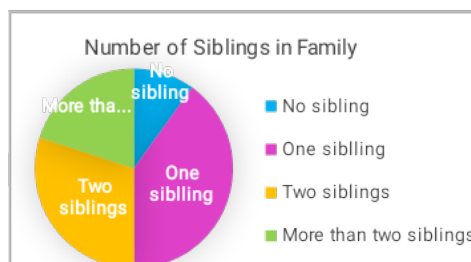 Number of Siblings in Family
No
sibling
More tha...
One
siblling
Two
siblings
No sibling
One siblling
Two siblings
More than two siblings